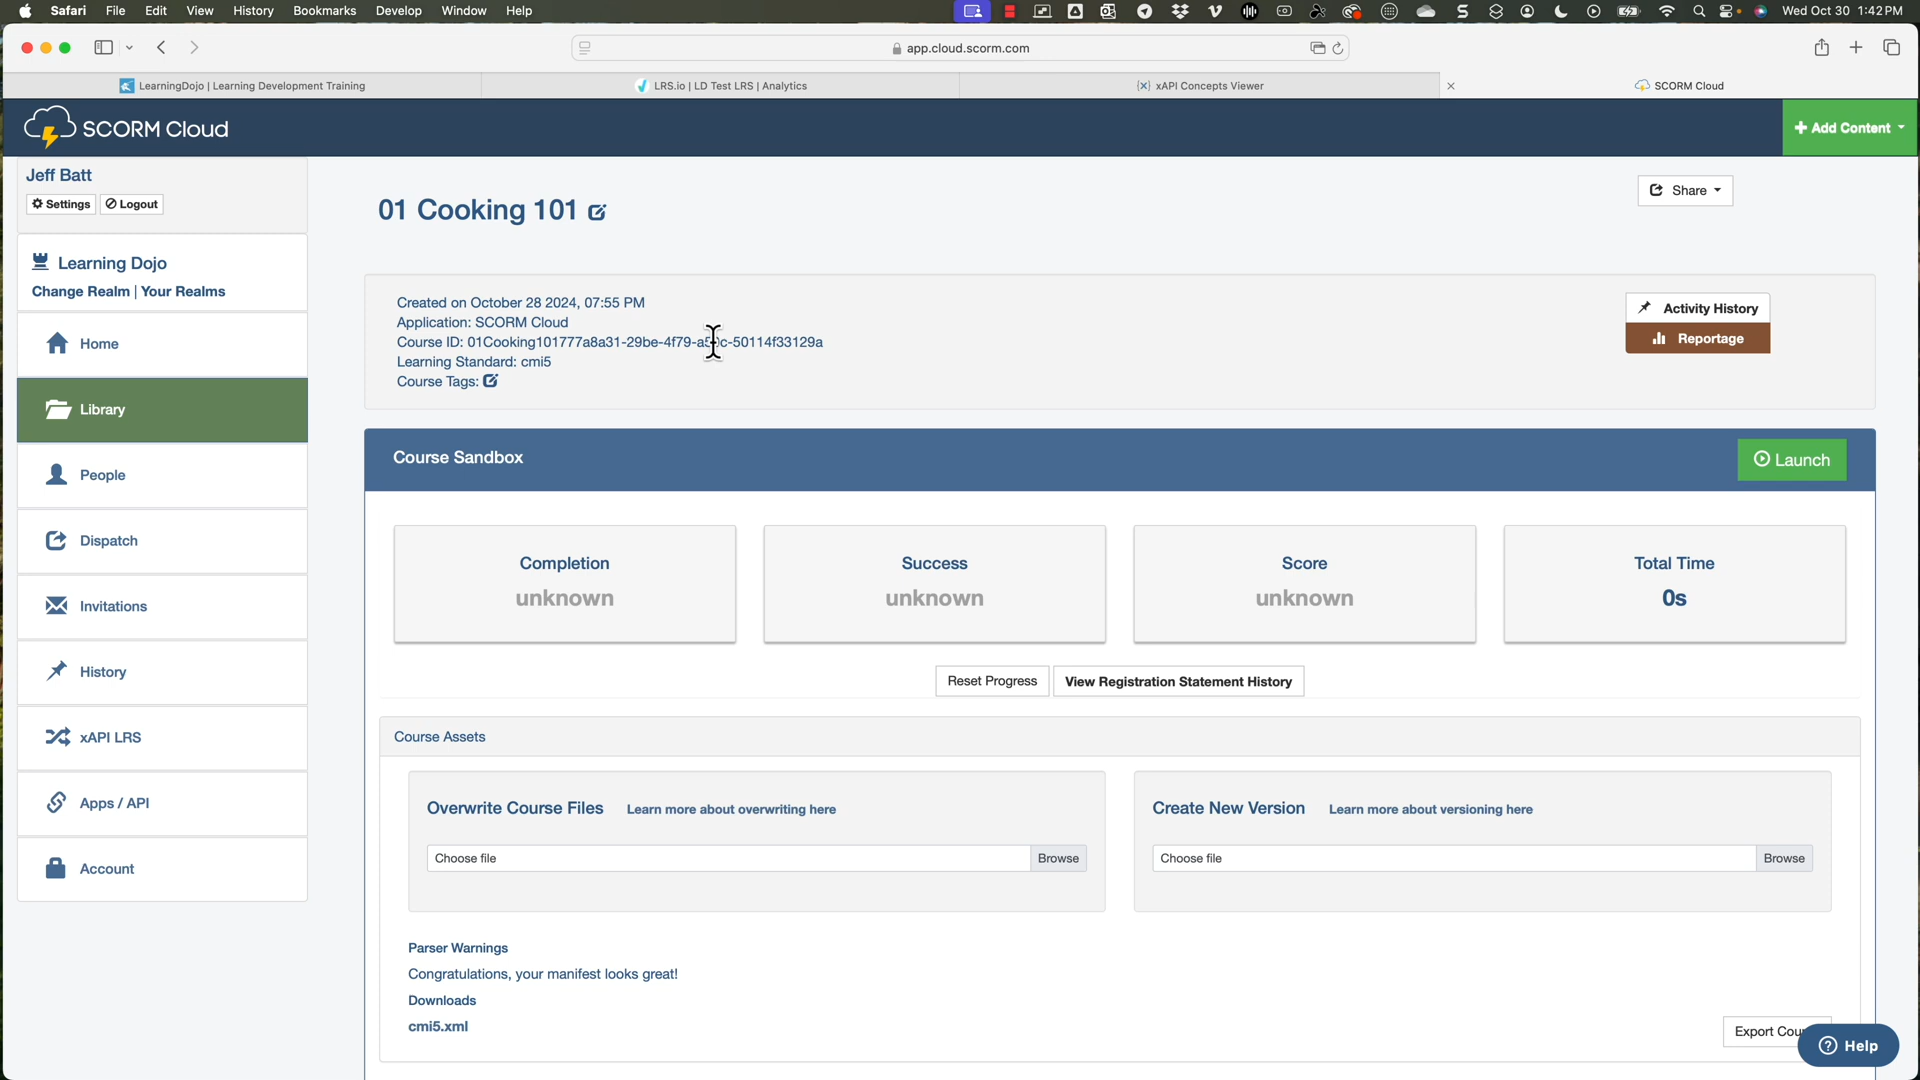 Safari File Edit View History Bookmarks Develop Window Help Wed Oct 30 1:42 PM
app.cloud.scorm.com
LearningDojo | Learning Development Training
LRS.io | LD Test LRS | Analytics
xAPI Concepts Viewer
SCORM Cloud
SCORM Cloud
Add Content
Jeff Batt
Settings Logout
Learning Dojo
Change Realm | Your Realms
Home
Library
People
Dispatch
Invitations
History
xAPI LRS
Apps / API
Account
01 Cooking 101
Share
Created on October 28 2024, 07:55 PM
Application: SCORM Cloud
Course ID:
Learning Standard: cmi5
Course Tags:
Activity History
Reportage
Course Sandbox
Launch
Completion
unknown
Success
unknown
Score
unknown
Total Time
0s
Reset Progress
View Registration Statement History
Course Assets
Overwrite Course Files Learn more about overwriting here
Choose file Browse
Create New Version Learn more about versioning here
Choose file Browse
Parser Warnings
Congratulations, your manifest looks great!
Downloads
cmi5.xml
Export
Help